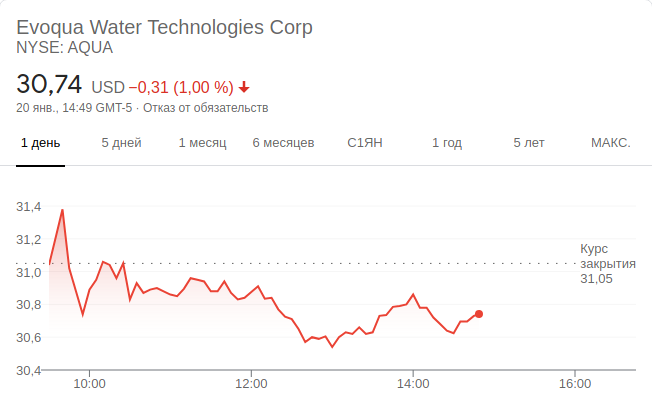 Evoqua Water Technologies Corp
NYSE: AQUA
30,74 USD −0,31 (1,00 %)
20 янв., 14:49 GMT-5 · Отказ от обязательств
1 день 5 дней 1 месяц 6 месяцев С1ЯН 1 год 5 лет МАКС.
31,4
31,2
Курс
31,0 закрытия
31,05
30,8
30,6
30,4
10:00 12:00 14:00 16:00